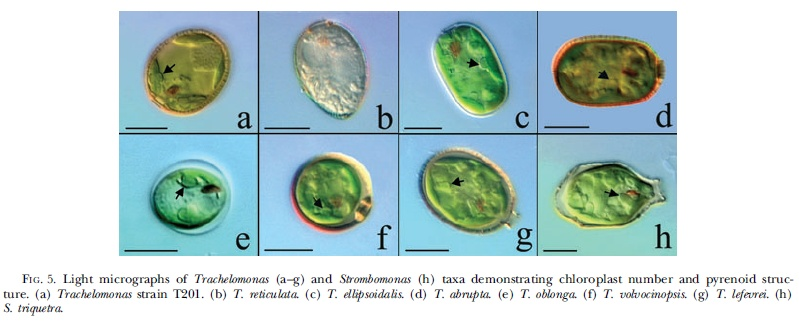 a
b
c
d
e
f
g
h
FIG. 5. Light micrographs of Trachelomonas (a–g) and Strombomonas (h) taxa demonstrating chloroplast number and pyrenoid struc-
ture. (a) Trachelomonas strain T201. (b) T. reticulata. (c) T. ellipsoidalis. (d) T. abrupta. (e) T. oblonga. (f) T. volvocinopsis. (g) T. lefevrei. (h)
S. triquetra.